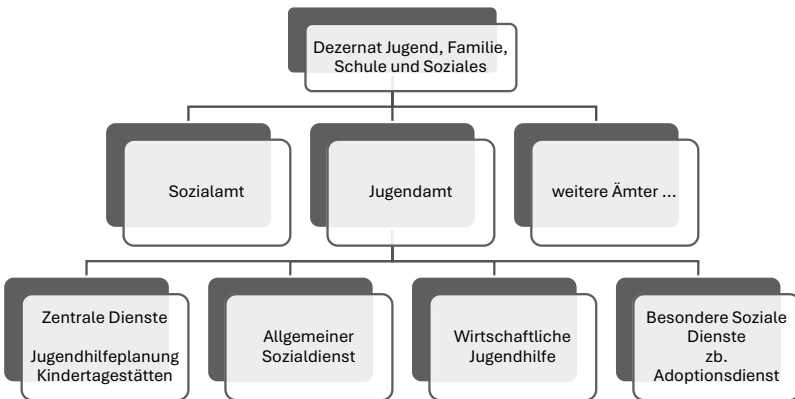 Dezernat Jugend, Familie,
Schule und Soziales
Sozialamt
Jugendamt
weitere Ämter ...
Zentrale Dienste
Jugendhilfeplanung
Kindertagestätten
Allgemeiner
Sozialdienst
Wirtschaftliche
Jugendhilfe
Besondere Soziale
Dienste
zb.
Adoptionsdienst